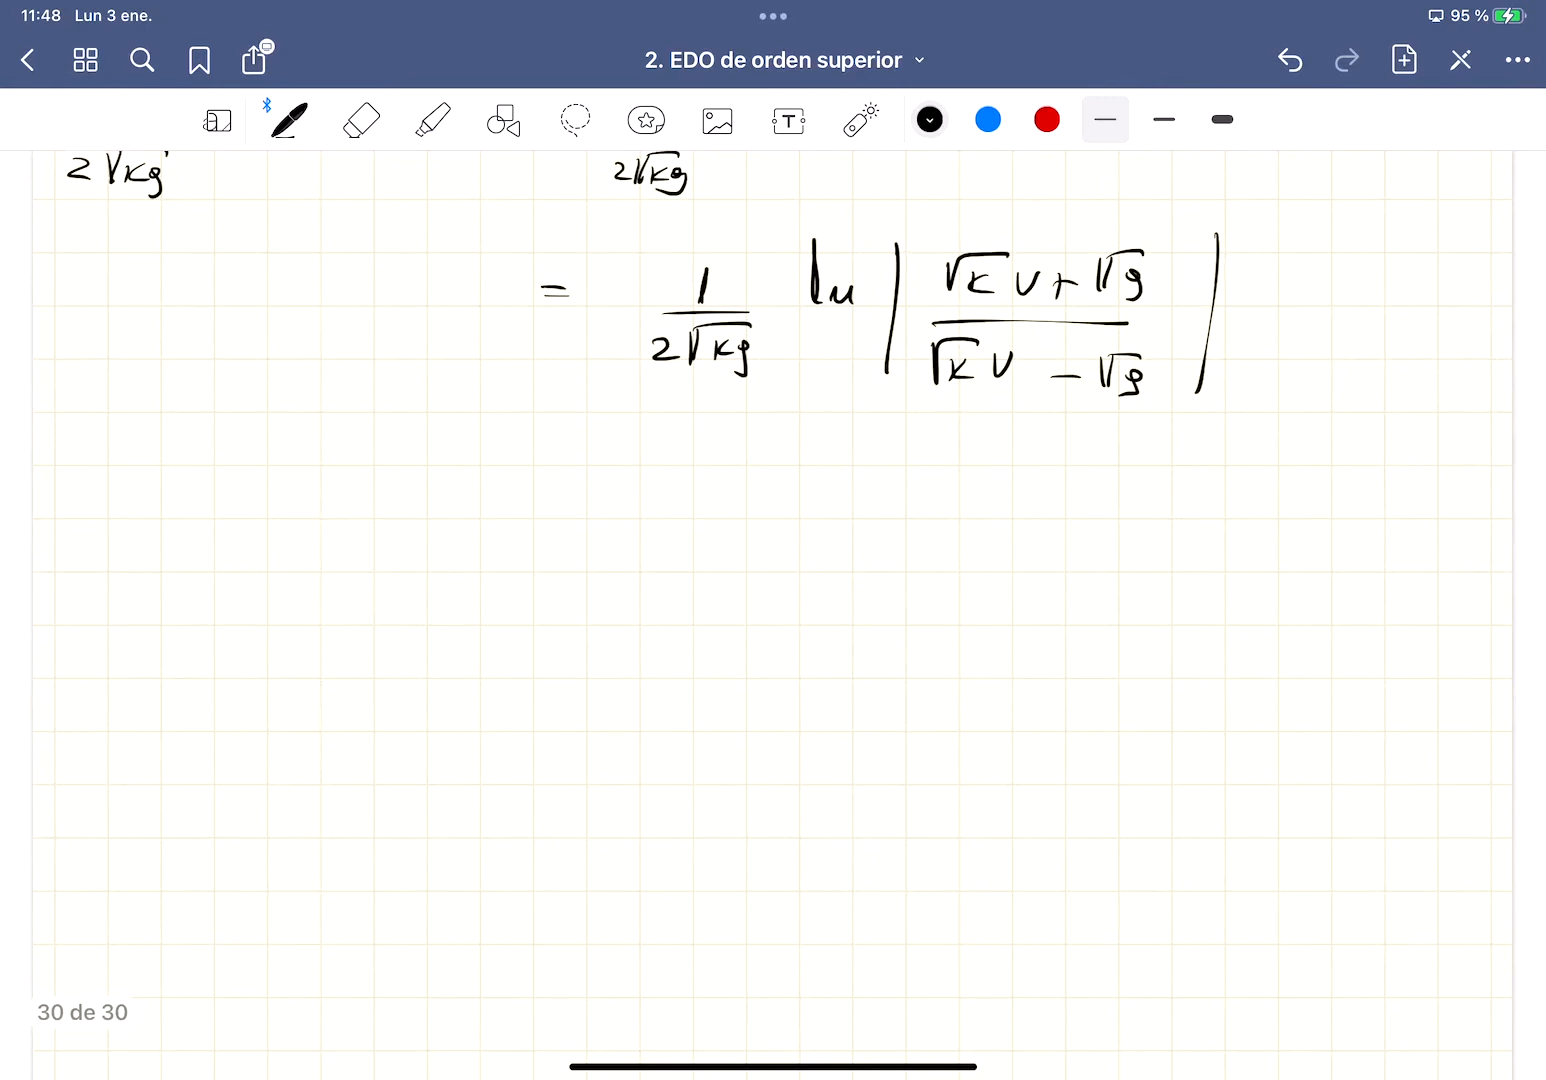 11:48 Lun 3 ene.
95 %
2. EDO de orden superior
T
2√kg 2√kg
= 1/(2√kg) ln |(√k v + √g)/(√k v - √g)|
30 de 30